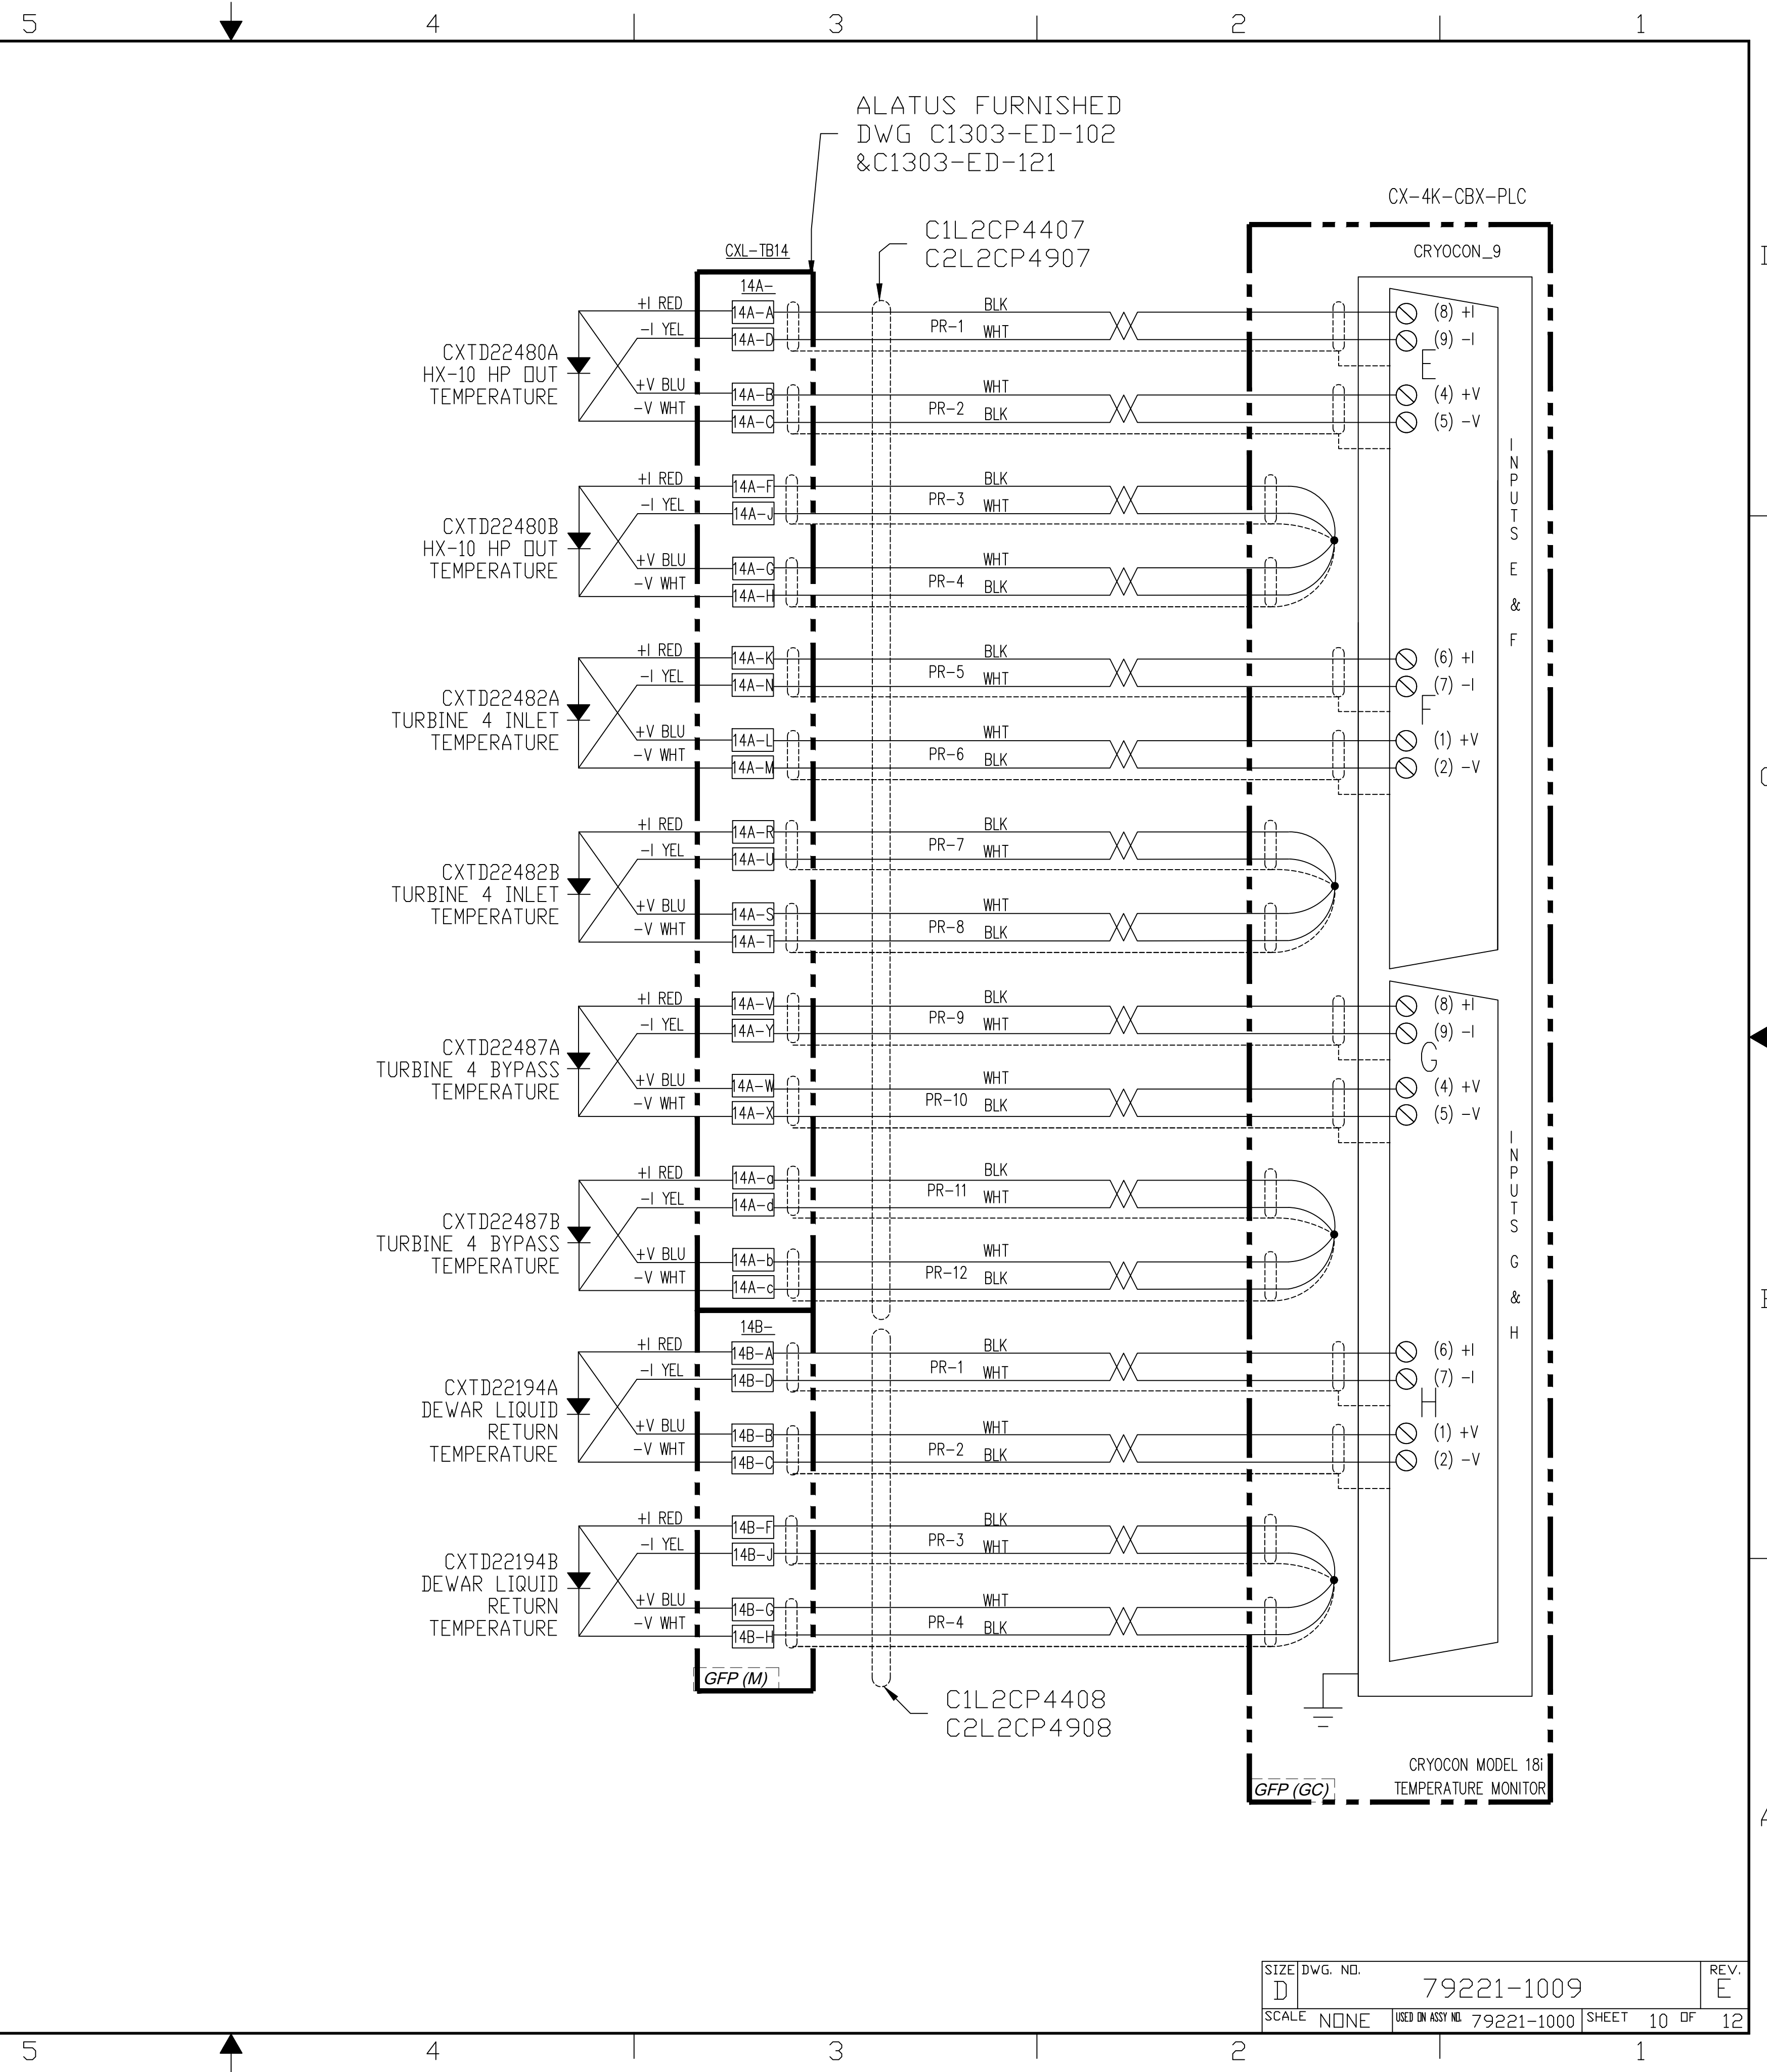 5 4 3 2 1
ALATUS FURNISHED
DWG C1303-ED-102
&C1303-ED-121
CX-4K-CBX-PLC
C1L2CP4407
C2L2CP4907
CXL-TB14
CRYOCON_9
14A-
+I RED 14A-A BLK (8) +I
PR-1
-I YEL 14A-D WHT (9) -I
CXTD22480A
HX-10 HP OUT
TEMPERATURE
E
+V BLU 14A-B WHT (4) +V
PR-2
-V WHT 14A-C BLK (5) -V
INPUTS E & F
+I RED 14A-F BLK
PR-3
-I YEL 14A-J WHT
CXTD22480B
HX-10 HP OUT
TEMPERATURE
+V BLU 14A-G WHT
PR-4
-V WHT 14A-H BLK
+I RED 14A-K BLK (6) +I
PR-5
-I YEL 14A-N WHT (7) -I
CXTD22482A
TURBINE 4 INLET
TEMPERATURE
F
+V BLU 14A-L WHT (1) +V
PR-6
-V WHT 14A-M BLK (2) -V
+I RED 14A-R BLK
PR-7
-I YEL 14A-U WHT
CXTD22482B
TURBINE 4 INLET
TEMPERATURE
+V BLU 14A-S WHT
PR-8
-V WHT 14A-T BLK
+I RED 14A-V BLK (8) +I
PR-9
-I YEL 14A-Y WHT (9) -I
CXTD22487A
TURBINE 4 BYPASS
TEMPERATURE
G
+V BLU 14A-W WHT (4) +V
PR-10
-V WHT 14A-X BLK (5) -V
INPUTS G & H
+I RED 14A-a BLK
PR-11
-I YEL 14A-d WHT
CXTD22487B
TURBINE 4 BYPASS
TEMPERATURE
+V BLU 14A-b WHT
PR-12
-V WHT 14A-c BLK
14B-
+I RED 14B-A BLK (6) +I
PR-1
-I YEL 14B-D WHT (7) -I
CXTD22194A
DEWAR LIQUID
RETURN
TEMPERATURE
H
+V BLU 14B-B WHT (1) +V
PR-2
-V WHT 14B-C BLK (2) -V
+I RED 14B-F BLK
PR-3
-I YEL 14B-J WHT
CXTD22194B
DEWAR LIQUID
RETURN
TEMPERATURE
+V BLU 14B-G WHT
PR-4
-V WHT 14B-H BLK
GFP (M)
C1L2CP4408
C2L2CP4908
CRYOCON MODEL 18i
TEMPERATURE MONITOR
GFP (GC)
SIZE D DWG. NO. 79221-1009 REV. E
SCALE NONE USED ON ASSY NO. 79221-1000 SHEET 10 OF 12
5 4 3 2 1